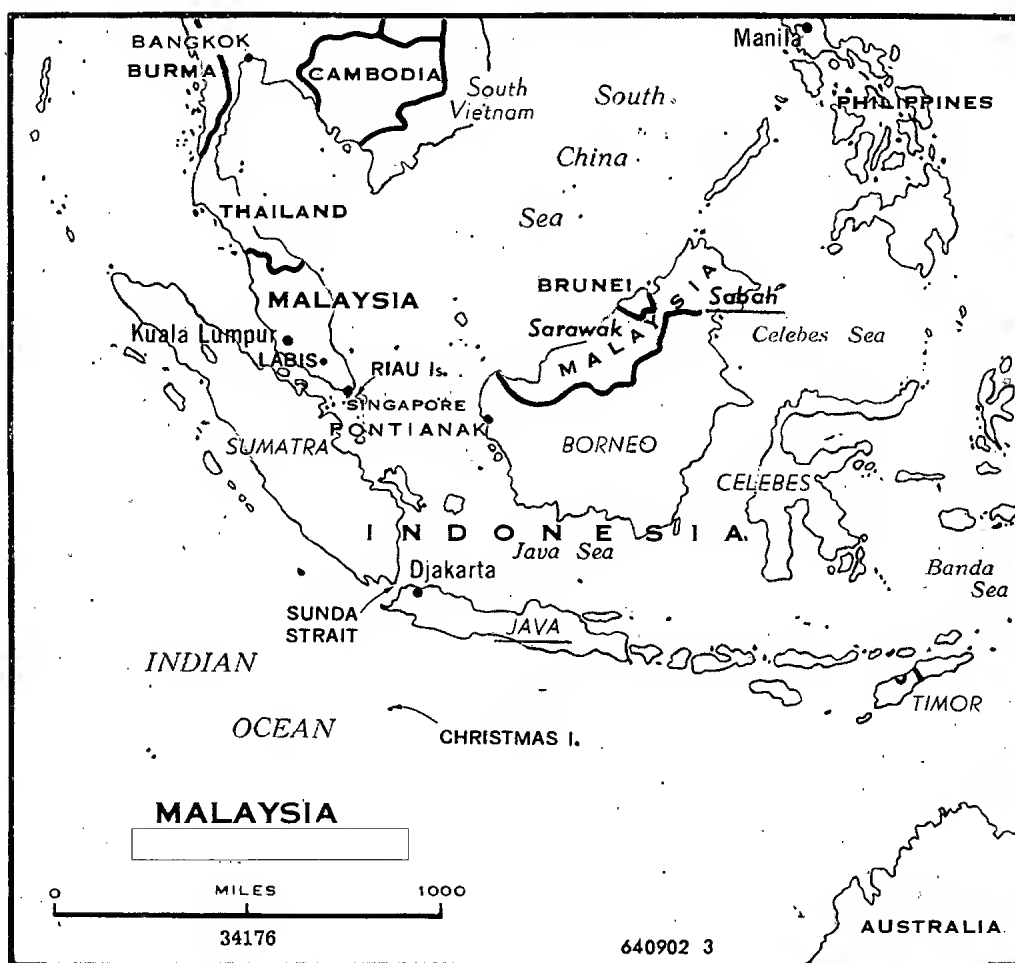 BANGKOK
BURMA
CAMBODIA
South
Vietnam
South
China
Sea
Manila
PHILIPPINES
THAILAND
MALAYSIA
Kuala Lumpur
LABIS
RIAU Is.
SINGAPORE
PONTIANAK
SUMATRA
BRUNEI
Sarawak
MALAYSIA
Sabah
Celebes Sea
BORNEO
CELEBES
INDONESIA
Java Sea
Djakarta
Banda
Sea
SUNDA
STRAIT
JAVA
INDIAN
OCEAN
TIMOR
CHRISTMAS I.
MALAYSIA
0 MILES 1000
34176
640902 3
AUSTRALIA